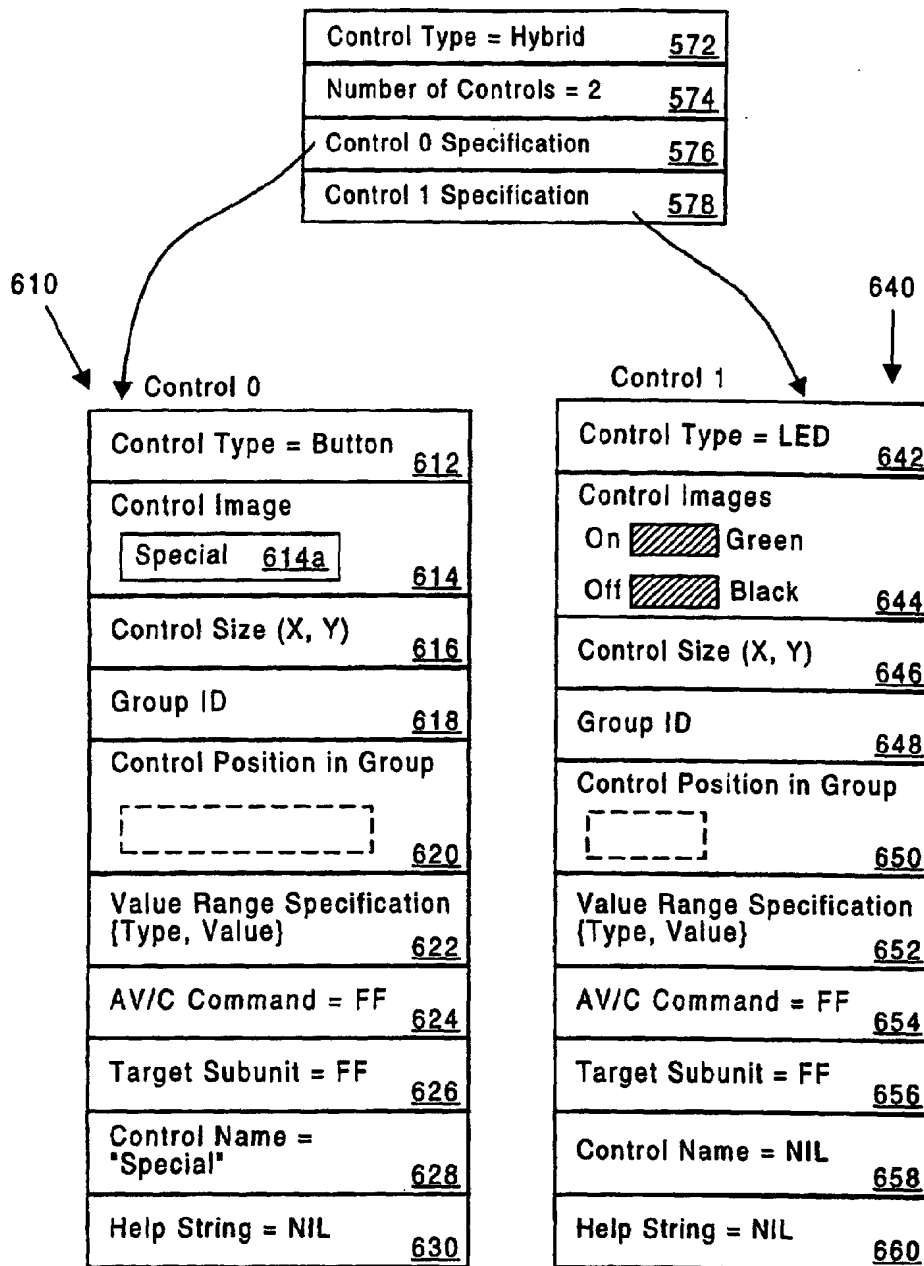 Control Type = Hybrid 572
Number of Controls = 2 574
Control 0 Specification 576
Control 1 Specification 578
610
640
Control 0
Control Type = Button 612
Control Image
Special 614a
614
Control Size (X, Y) 616
Group ID 618
Control Position in Group
620
Value Range Specification
{Type, Value} 622
AV/C Command = FF 624
Target Subunit = FF 626
Control Name =
"Special" 628
Help String = NIL 630
Control 1
Control Type = LED 642
Control Images
On Green
Off Black 644
Control Size (X, Y) 646
Group ID 648
Control Position in Group
650
Value Range Specification
{Type, Value} 652
AV/C Command = FF 654
Target Subunit = FF 656
Control Name = NIL 658
Help String = NIL 660